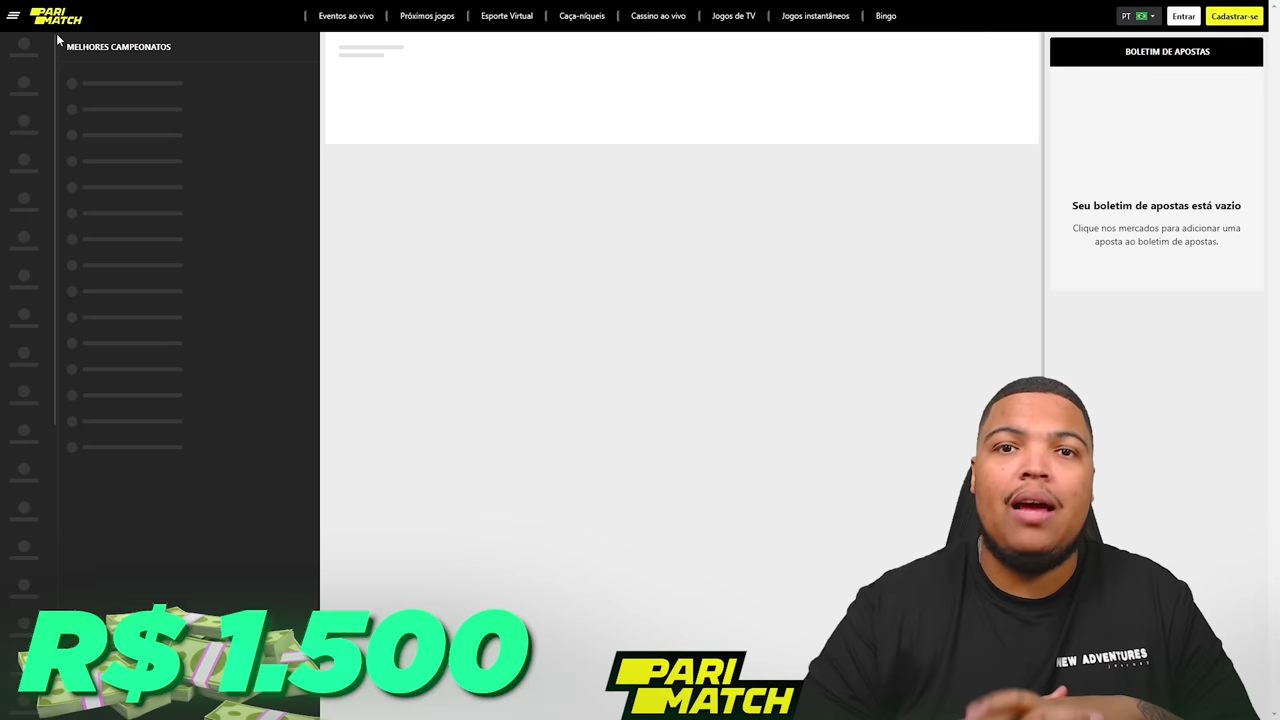 PARI MATCH
Eventos ao vivo
Próximos jogos
Esporte Virtual
Caça-níqueis
Cassino ao vivo
Jogos de TV
Jogos instantâneos
Bingo
PT
Entrar
Cadastrar-se
MELHORES CAMPEONATOS
BOLETIM DE APOSTAS
Seu boletim de apostas está vazio
Clique nos mercados para adicionar uma
aposta ao boletim de apostas.
NEW ADVENTURES
R$ 1.500
PARI
MATCH